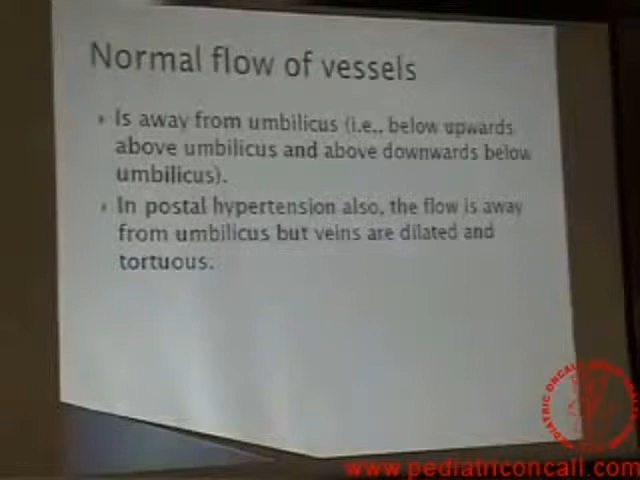 Normal flow of vessels
Is away from umbilicus (i.e., below upwards
above umbilicus and above downwards below
umbilicus).
In postal hypertension also, the flow is away
from umbilicus but veins are dilated and
tortuous.
www.pediatriconcall.com